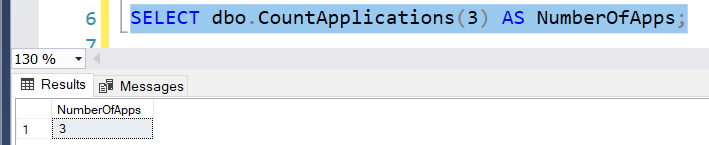 6 SELECT dbo.CountApplications(3) AS NumberOfApps;
7
130 %
Results Messages
NumberOfApps
1 3